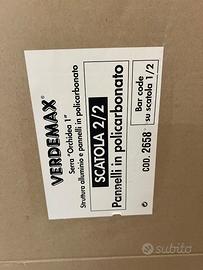 VERDEMAX®
Serra "Orchidea 1"
Struttura alluminio e pannelli in policarbonato
SCATOLA 2/2
Pannelli in policarbonato
Bar code
su scatola 1/2
COD. 2658
subito